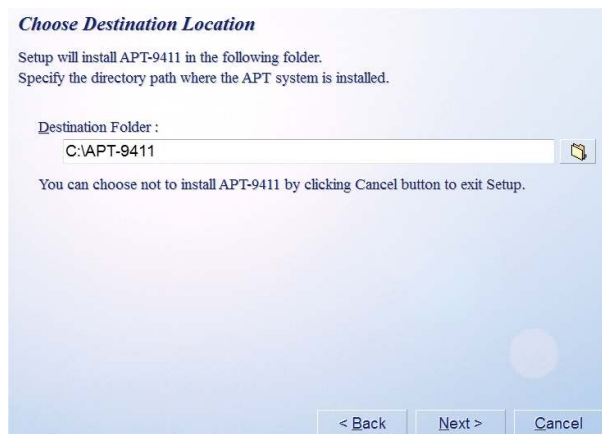 Choose Destination Location
Setup will install APT-9411 in the following folder.
Specify the directory path where the APT system is installed.
Destination Folder :
C:\APT-9411
You can choose not to install APT-9411 by clicking Cancel button to exit Setup.
< Back
Next >
Cancel